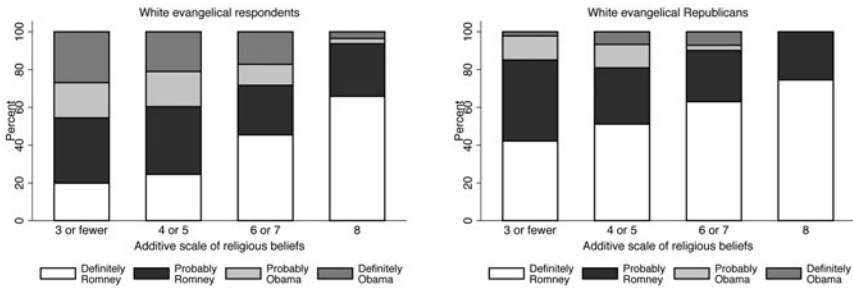 White evangelical respondents
Percent
100
80
60
40
20
0
3 or fewer 4 or 5 6 or 7 8
Additive scale of religious beliefs
Definitely Romney Probably Romney Probably Obama Definitely Obama
White evangelical Republicans
Percent
100
80
60
40
20
0
3 or fewer 4 or 5 6 or 7 8
Additive scale of religious beliefs
Definitely Romney Probably Romney Probably Obama Definitely Obama